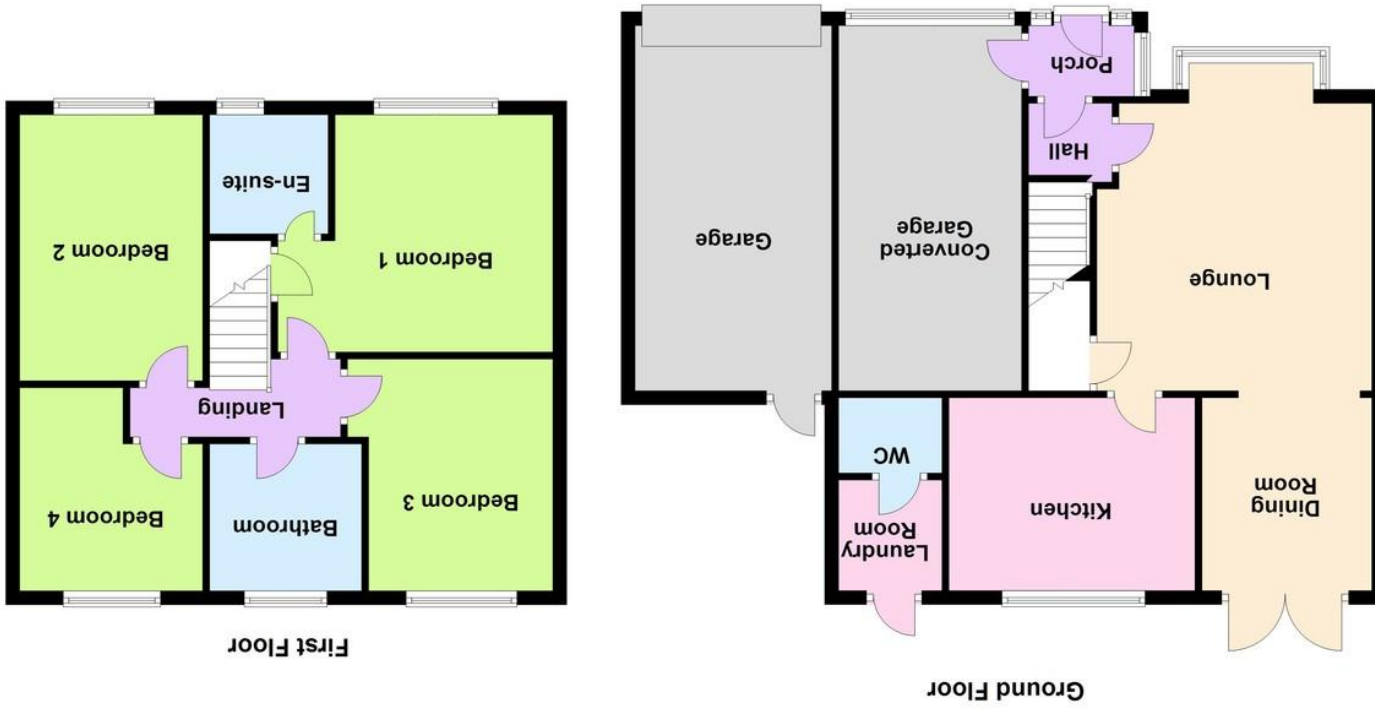 Ground Floor
Dining
Room
Kitchen
Laundry
Room
WC
Lounge
Converted
Garage
Garage
Hall
Porch
First Floor
Bedroom 3
Bathroom
Bedroom 4
Landing
Bedroom 1
Bedroom 2
En-suite